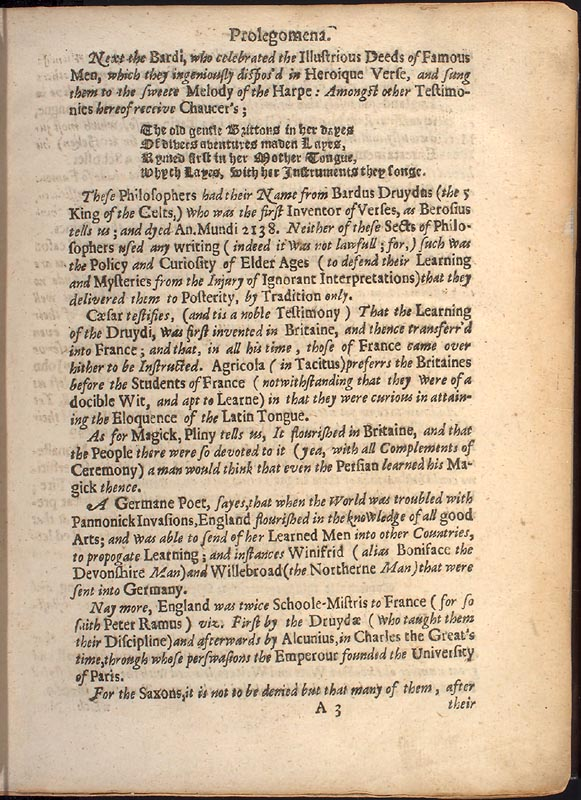 Prolegomena.
Next the Bardi, who celebrated the Illustrious Deeds of Famous
Men, which they ingeniously dispos'd in Heroique Verse, and sung
them to the sweete Melody of the Harpe: Amongst other Testimo-
nies hereof receive Chaucer's;
The old gentle Brittons in her dayes
Of divers aventures maden Layes,
Rymed first in her Mother Tongue,
Whych Layes, with her Instruments they songe.
These Philosophers had their Name from Bardus Druydus (the 5
King of the Celts,) who was the first Inventor of Verses, as Berosius
tells us; and dyed An. Mundi 2138. Neither of these Sects of Philo-
sophers used any writing (indeed it was not lawfull; for,) such was
the Policy and Curiosity of Elder Ages (to defend their Learning
and Mysteries from the Injury of Ignorant Interpretations) that they
delivered them to Posterity, by Tradition only.
Cæsar testifies, (and tis a noble Testimony) That the Learning
of the Druydi, was first invented in Britaine, and thence transferr'd
into France; and that, in all his time, those of France came over
hither to be Instructed. Agricola (in Tacitus) preferrs the Britaines
before the Students of France (notwithstanding that they were of a
docible Wit, and apt to Learne) in that they were curious in attain-
ing the Eloquence of the Latin Tongue.
As for Magick, Pliny tells us, It flourished in Britaine, and that
the People there were so devoted to it (yea, with all Complements of
Ceremony) a man would think that even the Persian learned his Ma-
gick thence.
A Germane Poet, sayes, that when the World was troubled with
Pannonick Invasions, England flourished in the knowledge of all good
Arts; and was able to send of her Learned Men into other Countries,
to propogate Learning; and instances Winifrid (alias Boniface the
Devonshire Man) and Willebroad (the Northerne Man) that were
sent into Germany.
Nay more, England was twice Schoole-Mistris to France (for so
saith Peter Ramus) viz. First by the Druydæ (who taught them
their Discipline) and afterwards by Alcunius, in Charles the Great's
time, through whose perswasions the Emperour founded the University
of Paris.
For the Saxons, it is not to be denied but that many of them, after
A 3 their